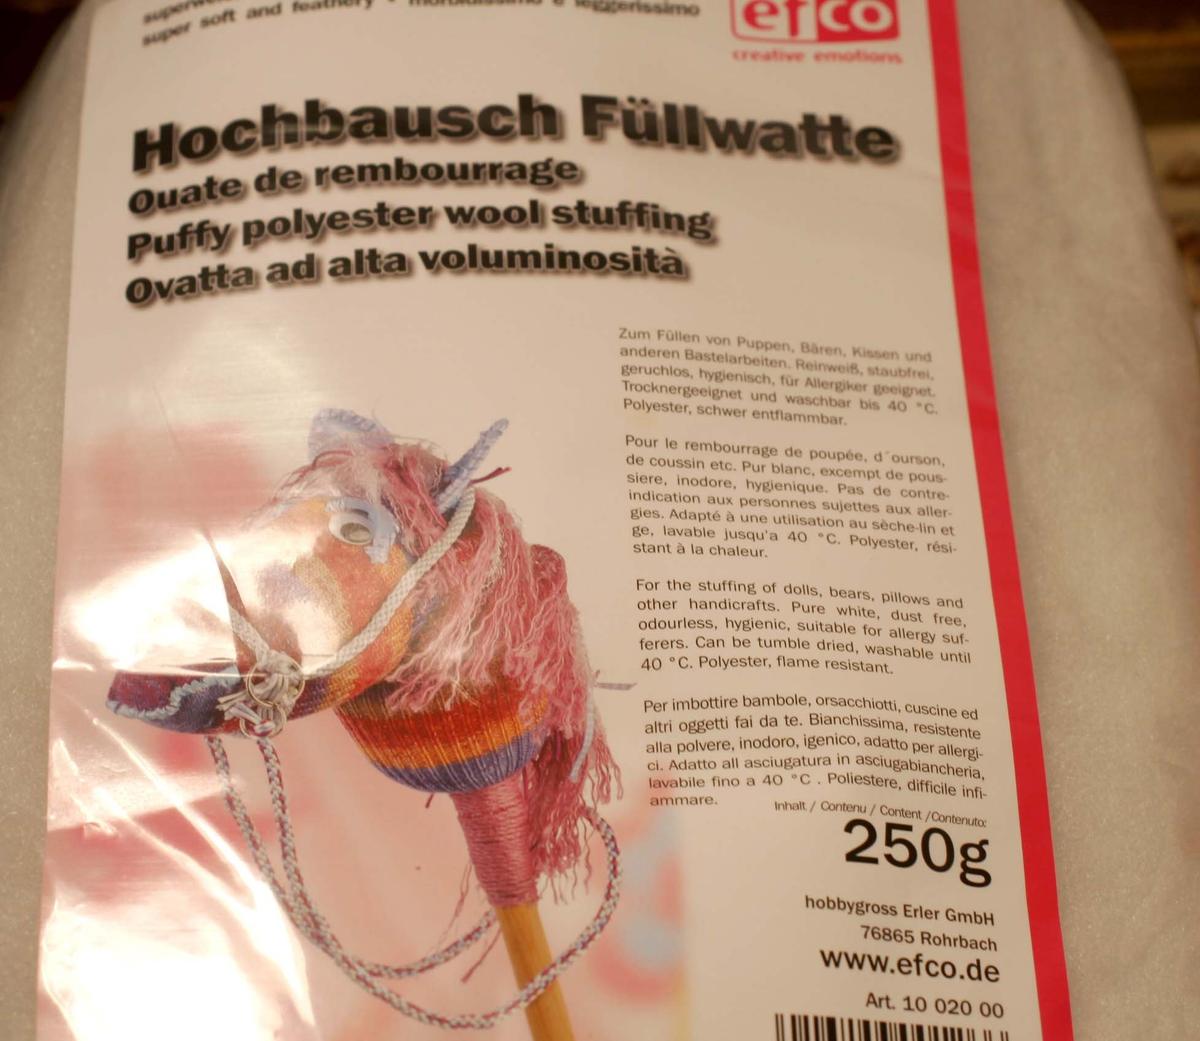 super soft and feathery • morbidissimo e leggerissimo
efco
creative emotions
Hochbausch Füllwatte
Ouate de rembourrage
Puffy polyester wool stuffing
Ovatta ad alta voluminosità
Zum Füllen von Puppen, Bären, Kissen und
anderen Bastelarbeiten. Reinweiß, staubfrei,
geruchlos, hygienisch, für Allergiker geeignet.
Trocknergeeignet und waschbar bis 40 °C.
Polyester, schwer entflammbar.
Pour le rembourrage de poupée, d´ourson,
de coussin etc. Pur blanc, excempt de pous-
siere, inodore, hygienique. Pas de contre-
indication aux personnes sujettes aux aller-
gies. Adapté à une utilisation au sèche-lin et
ge, lavable jusqu'a 40 °C. Polyester, rési-
stant à la chaleur.
For the stuffing of dolls, bears, pillows and
other handicrafts. Pure white, dust free,
odourless, hygienic, suitable for allergy suf-
ferers. Can be tumble dried, washable until
40 °C. Polyester, flame resistant.
Per imbottire bambole, orsacchiotti, cuscine ed
altri oggetti fai da te. Bianchissima, resistente
alla polvere, inodoro, igenico, adatto per allergi-
ci. Adatto all asciugatura in asciugabiancheria,
lavabile fino a 40 °C . Poliestere, difficile infi-
ammare.
Inhalt / Contenu / Content /Contenuto:
250g
hobbygross Erler GmbH
76865 Rohrbach
www.efco.de
Art. 10 020 00